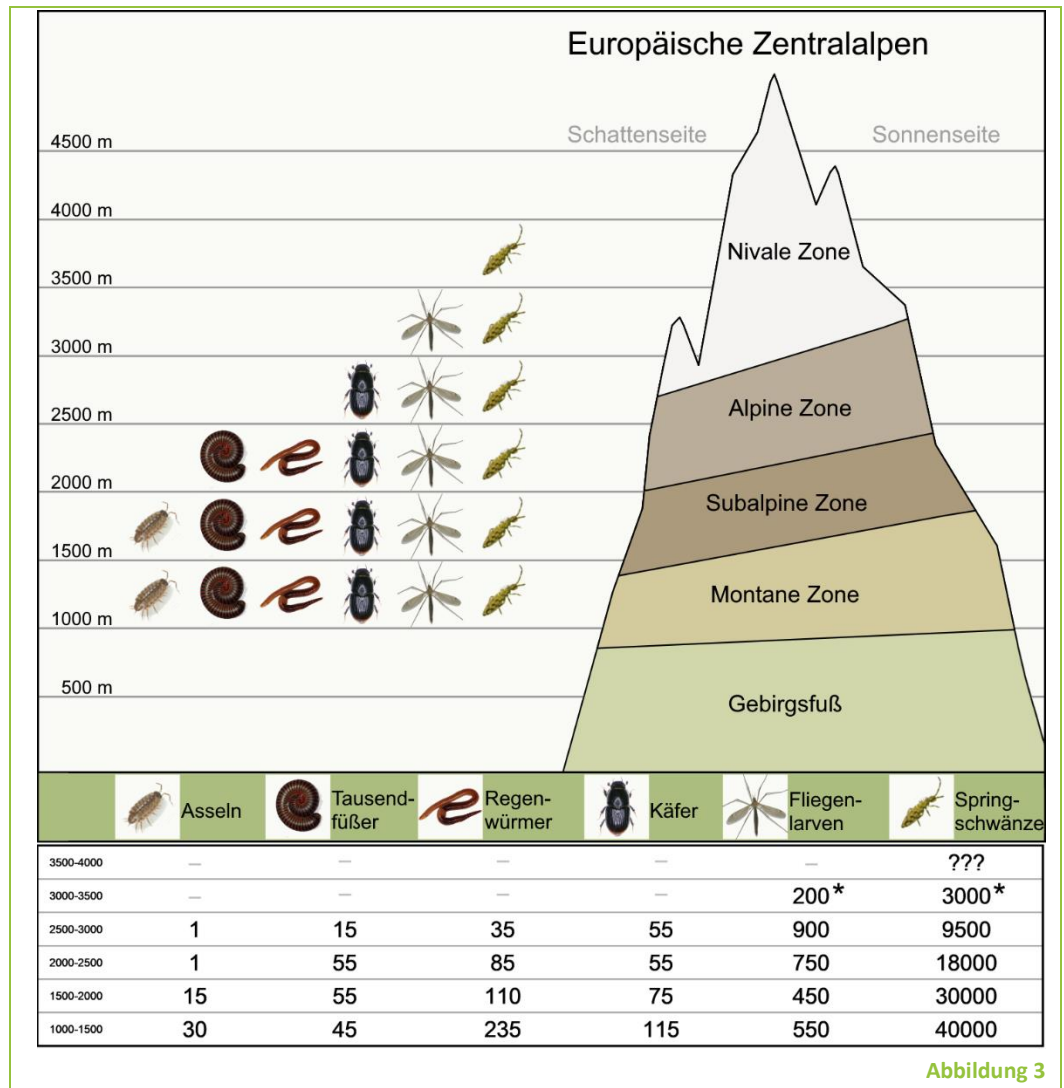 Europäische Zentralalpen
Schattenseite Sonnenseite
4500 m
4000 m
Nivale Zone
3500 m
3000 m
Alpine Zone
2500 m
2000 m
Subalpine Zone
1500 m
Montane Zone
1000 m
500 m
Gebirgsfuß
Asseln
Tausend-
füßer
Regen-
würmer
Käfer
Fliegen-
larven
Spring-
schwänze
3500-4000 – – – – – ???
3000-3500 – – – – 200* 3000*
2500-3000 1 15 35 55 900 9500
2000-2500 1 55 85 55 750 18000
1500-2000 15 55 110 75 450 30000
1000-1500 30 45 235 115 550 40000
Abbildung 3